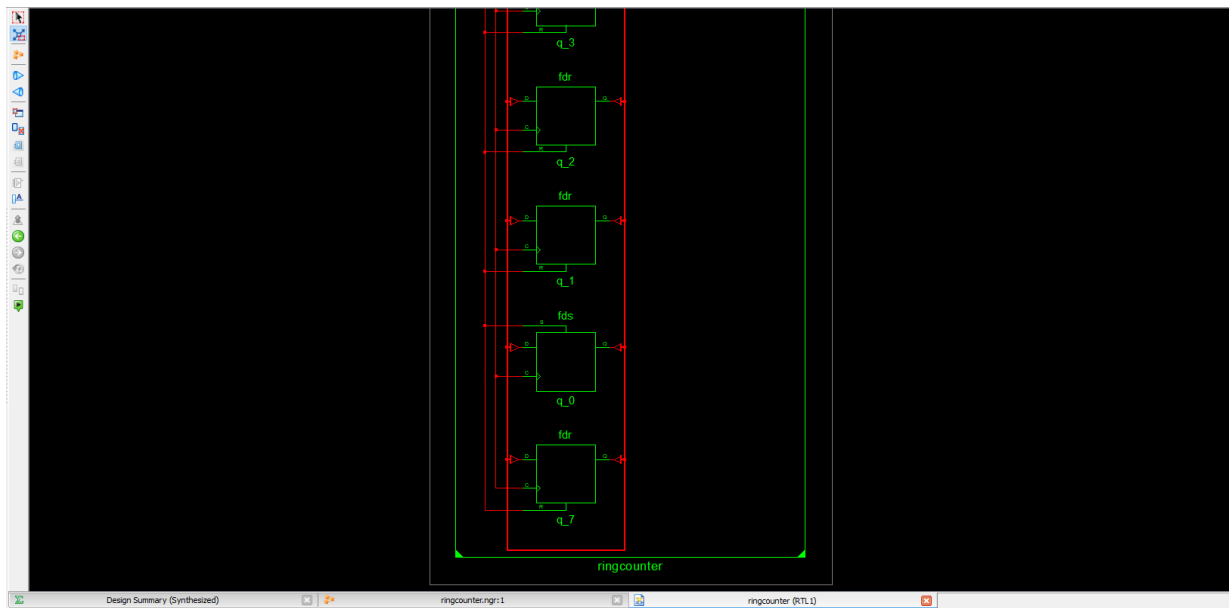 q_3
fdr
D
Q
C
R
q_2
fdr
D
Q
C
R
q_1
fds
S
D
Q
C
q_0
fdr
D
Q
C
R
q_7
ringcounter
Design Summary (Synthesized)
ringcounter.ngr:1
ringcounter (RTL1)